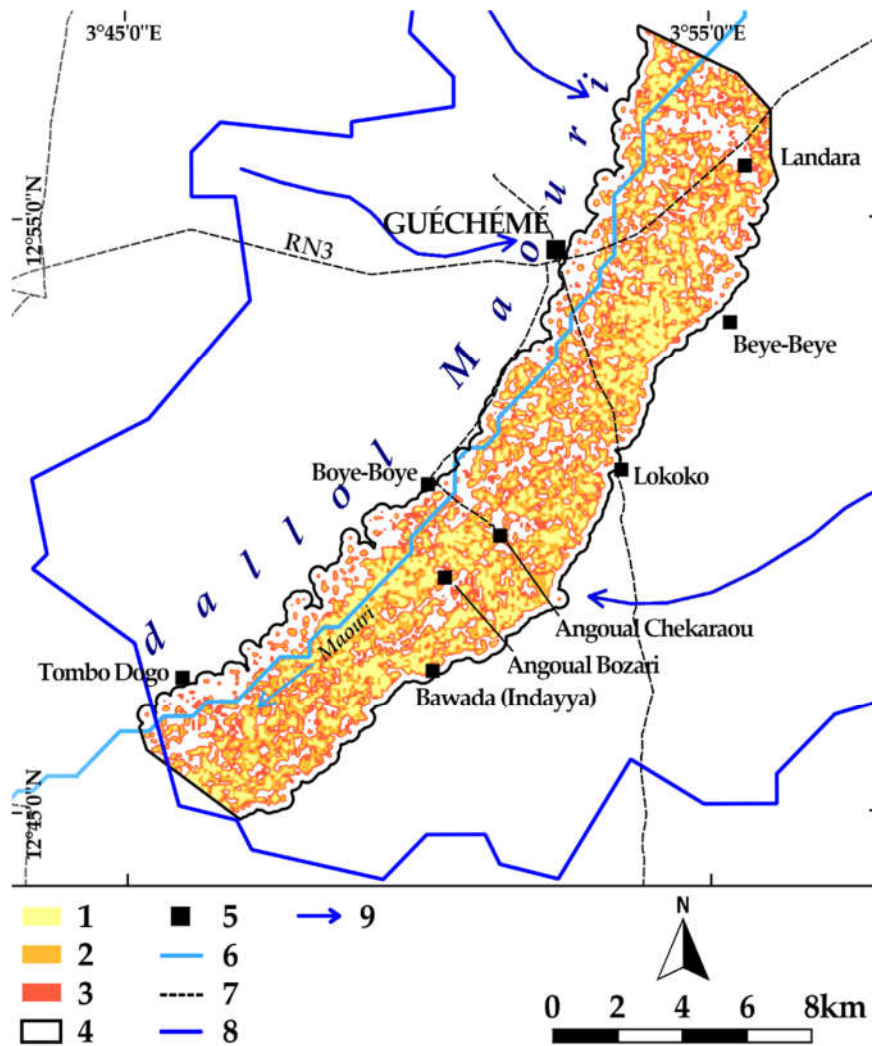 3°45'0"E
3°55'0"E
12°55'0"N
12°45'0"N
dallol Maouri
Landara
GUÉCHÉMÉ
RN3
Beye-Beye
Boye-Boye
Lokoko
Angoual Chekaraou
Maouri
Angoual Bozari
Tombo Dogo
Bawada (Indayya)
1
2
3
4
5
6
7
8
9
N
0 2 4 6 8km